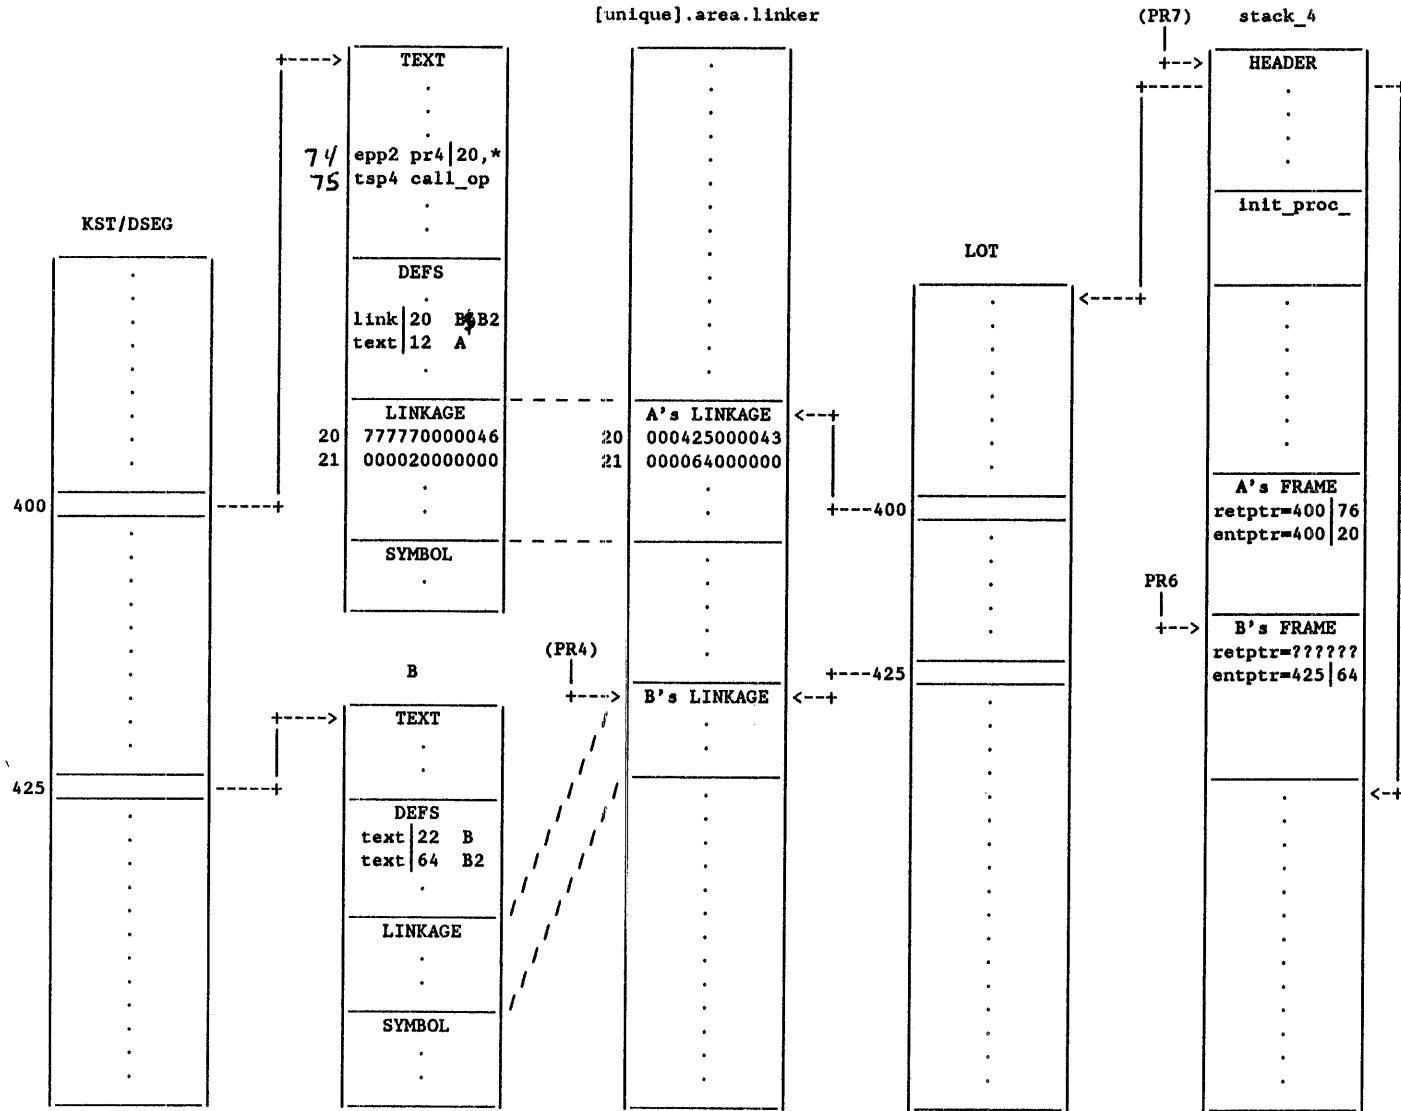 [unique].area.linker
(PR7) stack_4
TEXT
HEADER
74 epp2 pr4|20,*
75 tsp4 call_op
init_proc_
KST/DSEG
LOT
DEFS
link|20 B$B2
text|12 A
LINKAGE
20 777770000046
21 000020000000
A's LINKAGE
20 000425000043
21 000064000000
A's FRAME
retptr=400|76
entptr=400|20
400
400
SYMBOL
PR6
B's FRAME
retptr=??????
entptr=425|64
(PR4)
B
425
B's LINKAGE
TEXT
425
DEFS
text|22 B
text|64 B2
LINKAGE
SYMBOL